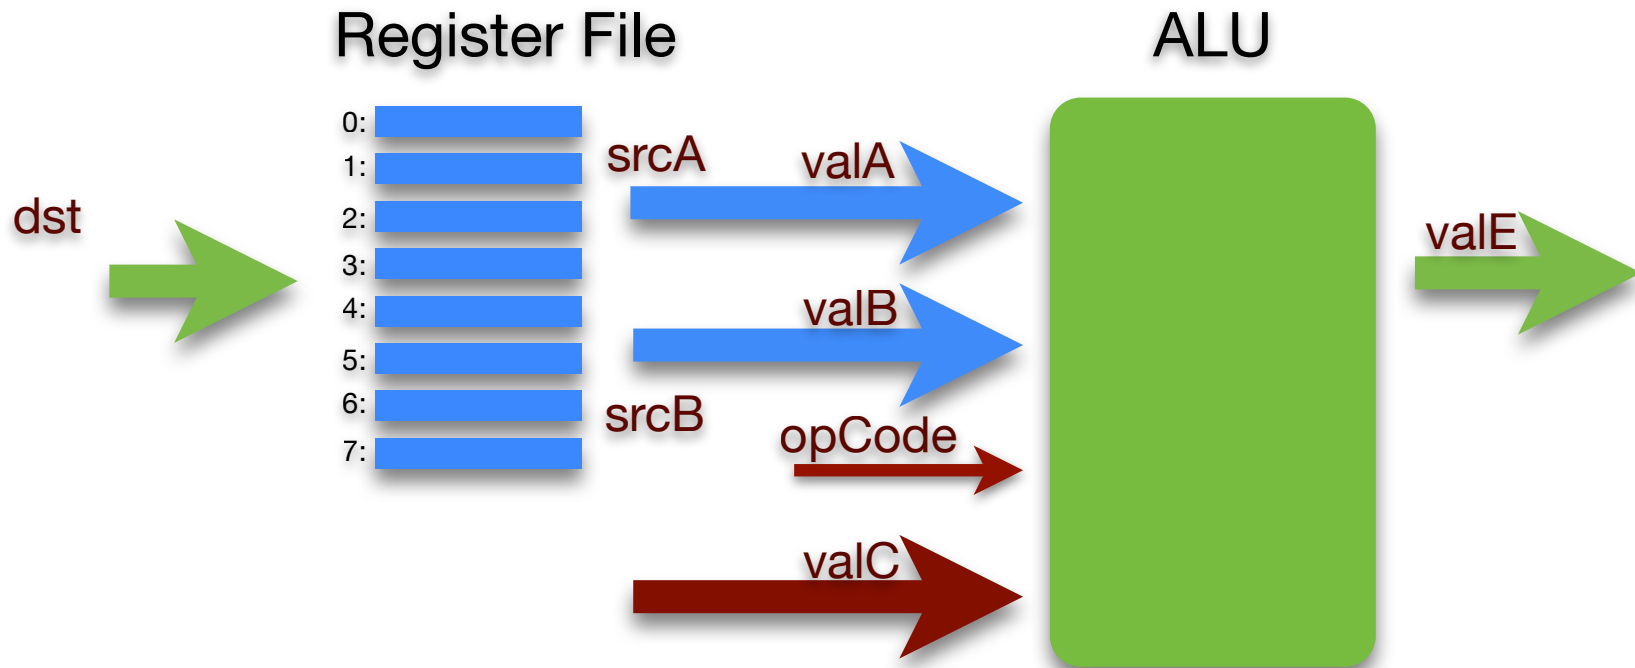 Register File
ALU
0:
1:
2:
3:
4:
5:
6:
7:
dst
srcA
valA
valB
srcB
opCode
valC
valE